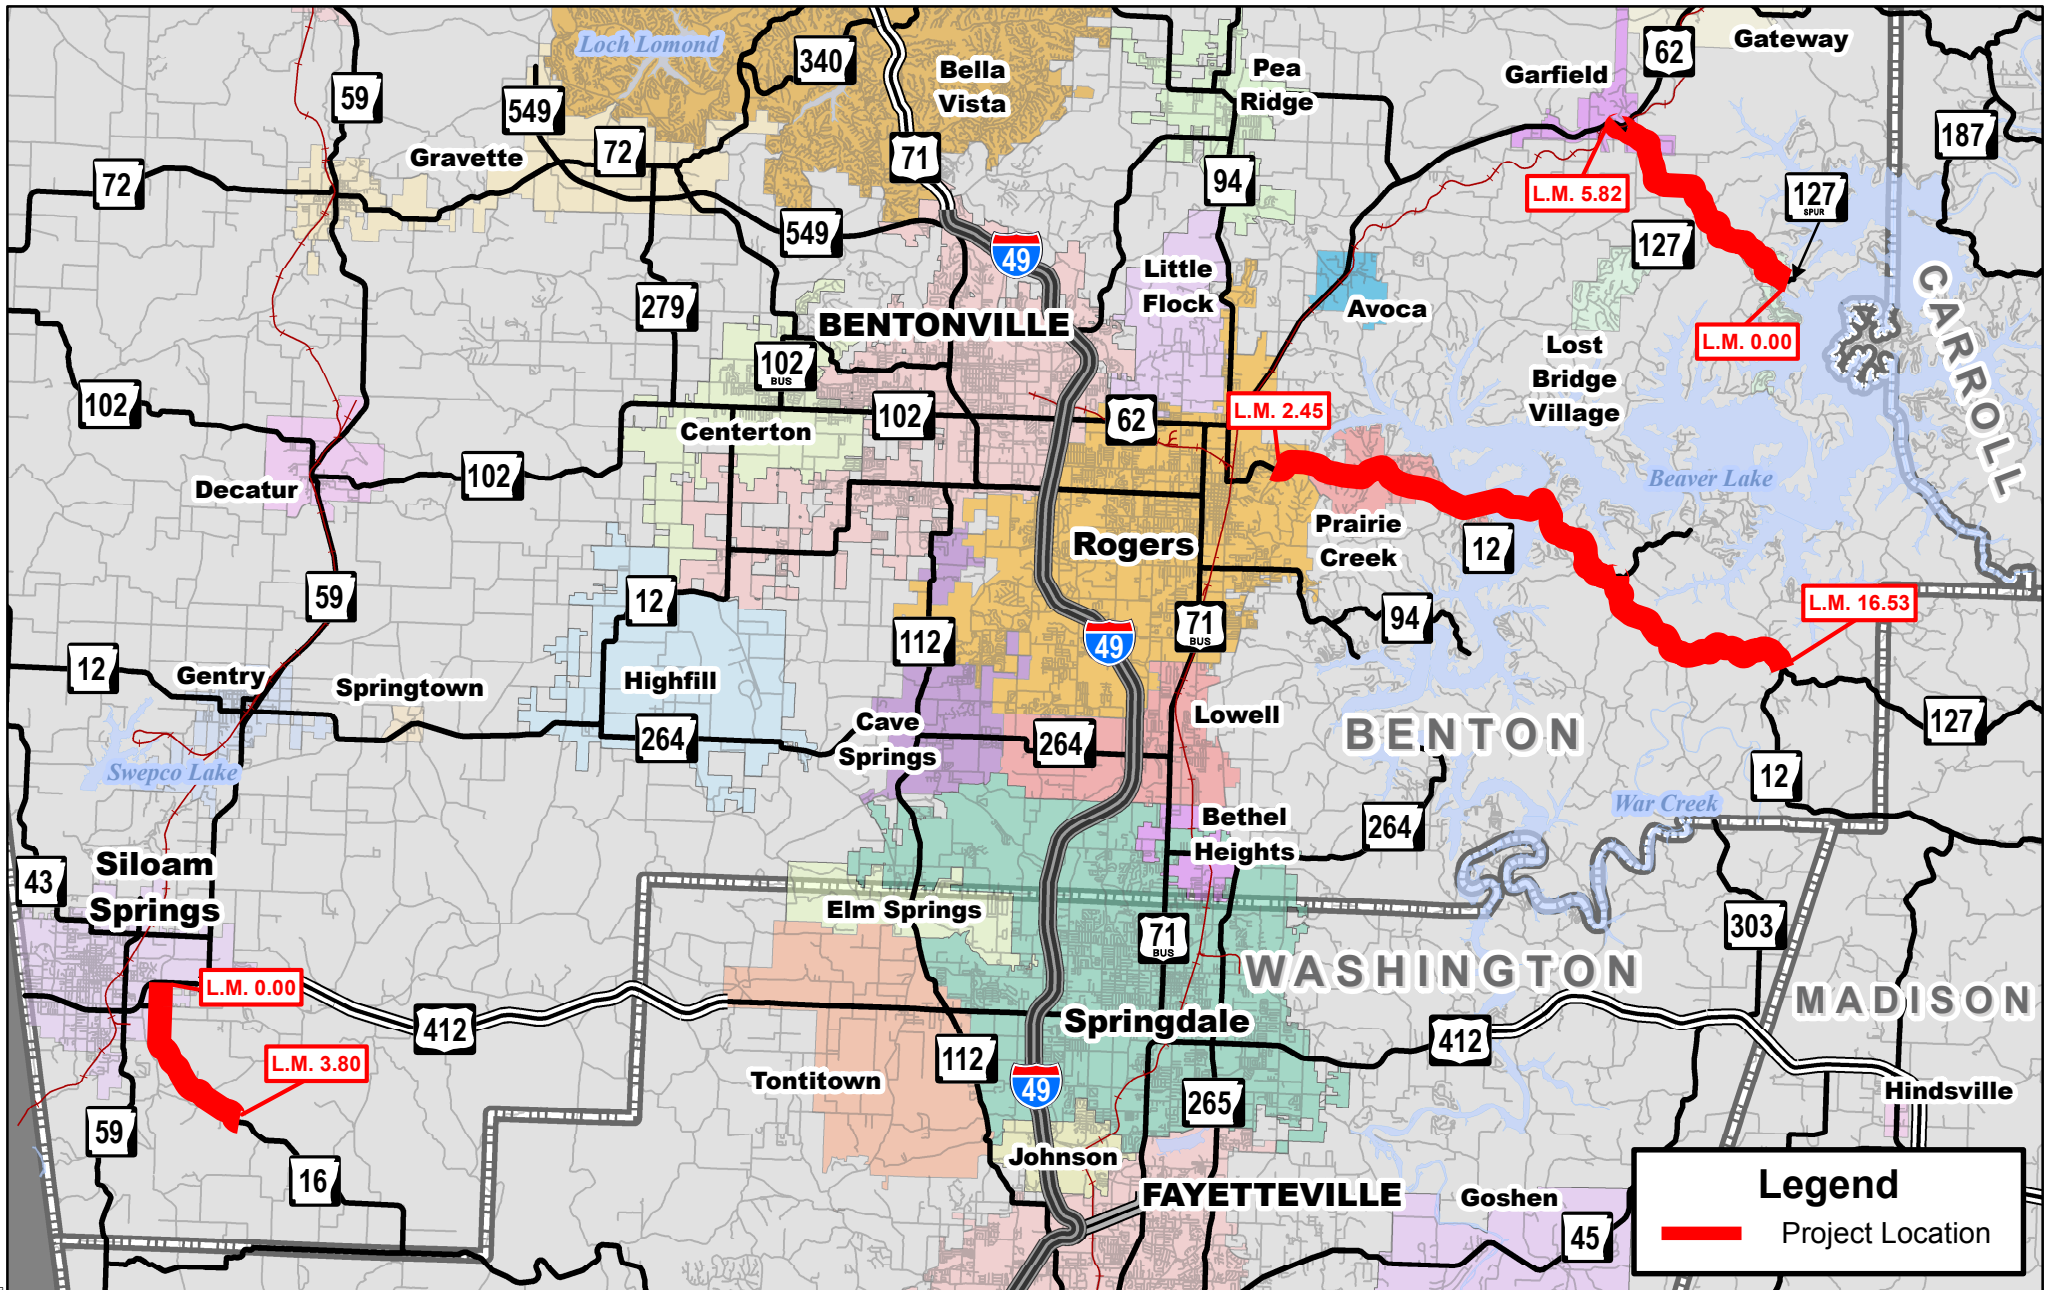 Loch Lomond
340
Bella
Vista
Pea
Ridge
Garfield
62
Gateway
59
549
71
Gravette
72
72
94
187
L.M. 5.82
127
SPUR
549
49
127
279
Little
Flock
Avoca
CARROLL
BENTONVILLE
L.M. 0.00
102
BUS
Lost
Bridge
Village
102
102
62
L.M. 2.45
Centerton
102
Decatur
Beaver Lake
Prairie
Creek
Rogers
12
59
12
L.M. 16.53
94
71
BUS
49
112
12
Gentry
Springtown
Highfill
Lowell
BENTON
127
Cave
Springs
264
264
Swepco Lake
12
War Creek
Bethel
Heights
264
Siloam
Springs
43
Elm Springs
303
71
BUS
WASHINGTON
MADISON
L.M. 0.00
412
Springdale
412
L.M. 3.80
112
Tontitown
49
265
Hindsville
59
Johnson
16
FAYETTEVILLE
Goshen
45
Legend
Project Location